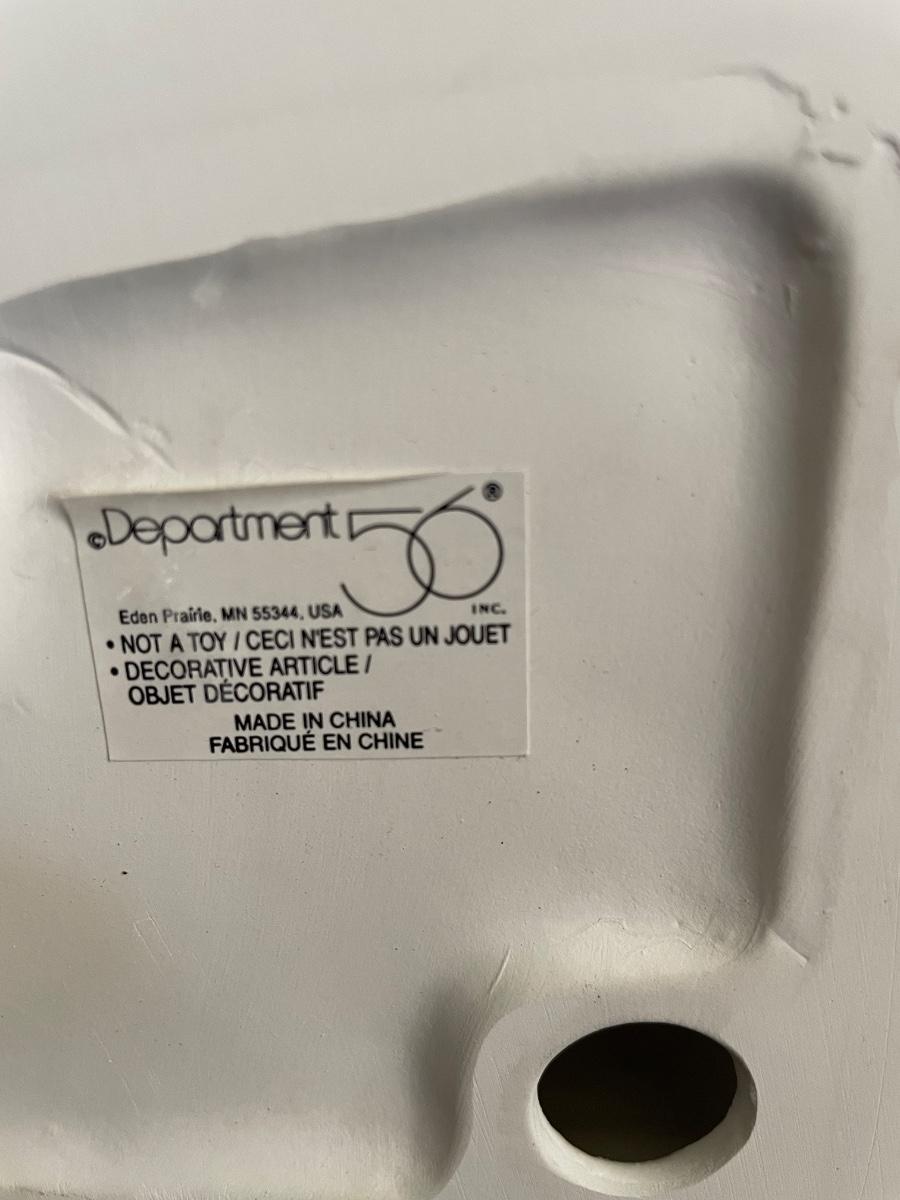 ©Department 56®
Eden Prairie, MN 55344, USA INC.
• NOT A TOY / CECI N'EST PAS UN JOUET
• DECORATIVE ARTICLE /
OBJET DÉCORATIF
MADE IN CHINA
FABRIQUÉ EN CHINE